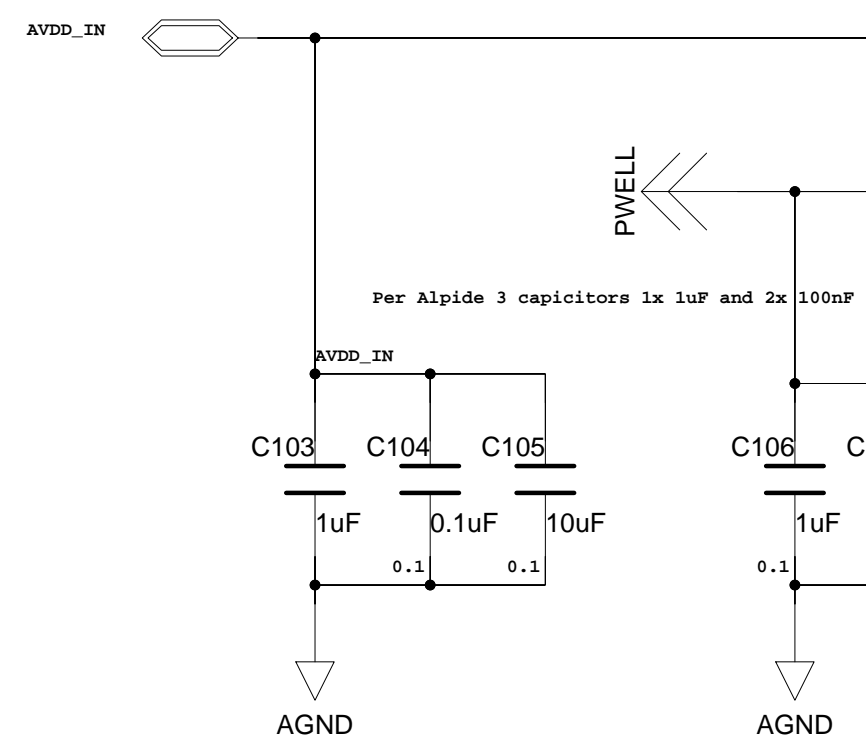 AVDD_IN
PWELL
Per Alpide 3 capicitors 1x 1uF and 2x 100nF
AVDD_IN
C103 C104 C105 C106 C
1uF 0.1uF 10uF 1uF
0.1 0.1 0.1
AGND AGND